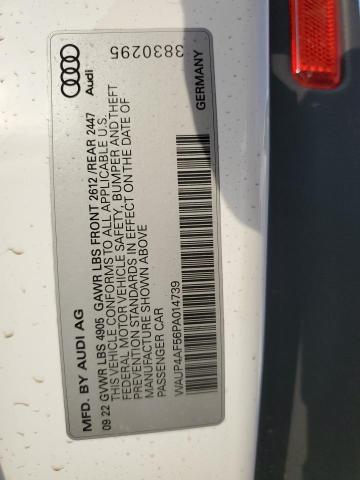 Audi
3830295
MFD. BY AUDI AG
GERMANY
09 22 GVWR LBS 4905 GAWR LBS FRONT 2612 /REAR 2447
THIS VEHICLE CONFORMS TO ALL APPLICABLE U.S.
FEDERAL MOTOR VEHICLE SAFETY, BUMPER AND THEFT
PREVENTION STANDARDS IN EFFECT ON THE DATE OF
MANUFACTURE SHOWN ABOVE
PASSENGER CAR
WAUP4AF56PA014739